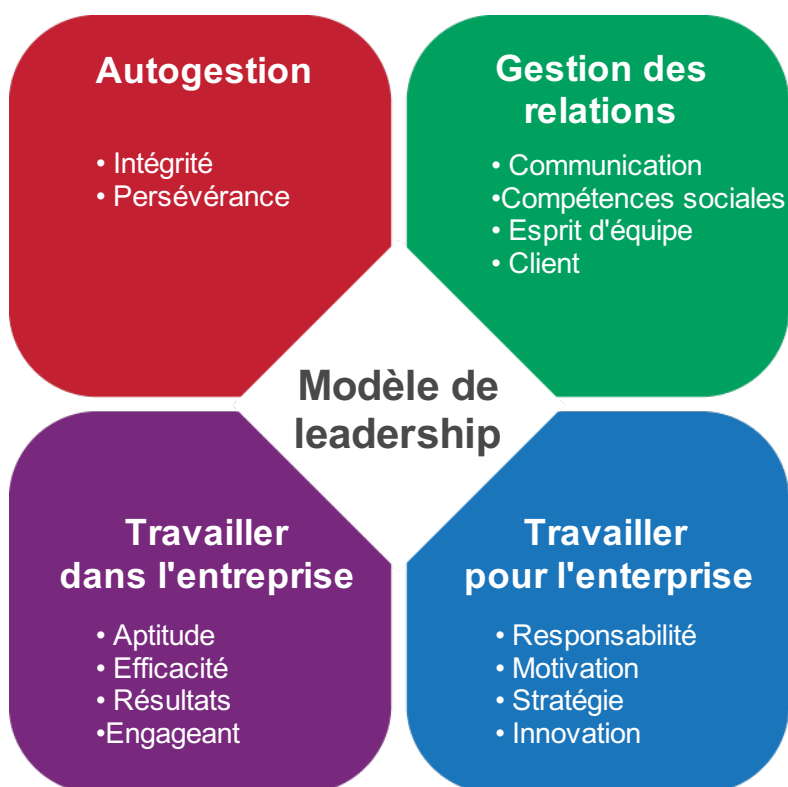 Autogestion
• Intégrité
• Persévérance
Gestion des
relations
• Communication
•Compétences sociales
• Esprit d'équipe
• Client
Modèle de
leadership
Travailler
dans l'entreprise
• Aptitude
• Efficacité
• Résultats
•Engageant
Travailler
pour l'enterprise
• Responsabilité
• Motivation
• Stratégie
• Innovation